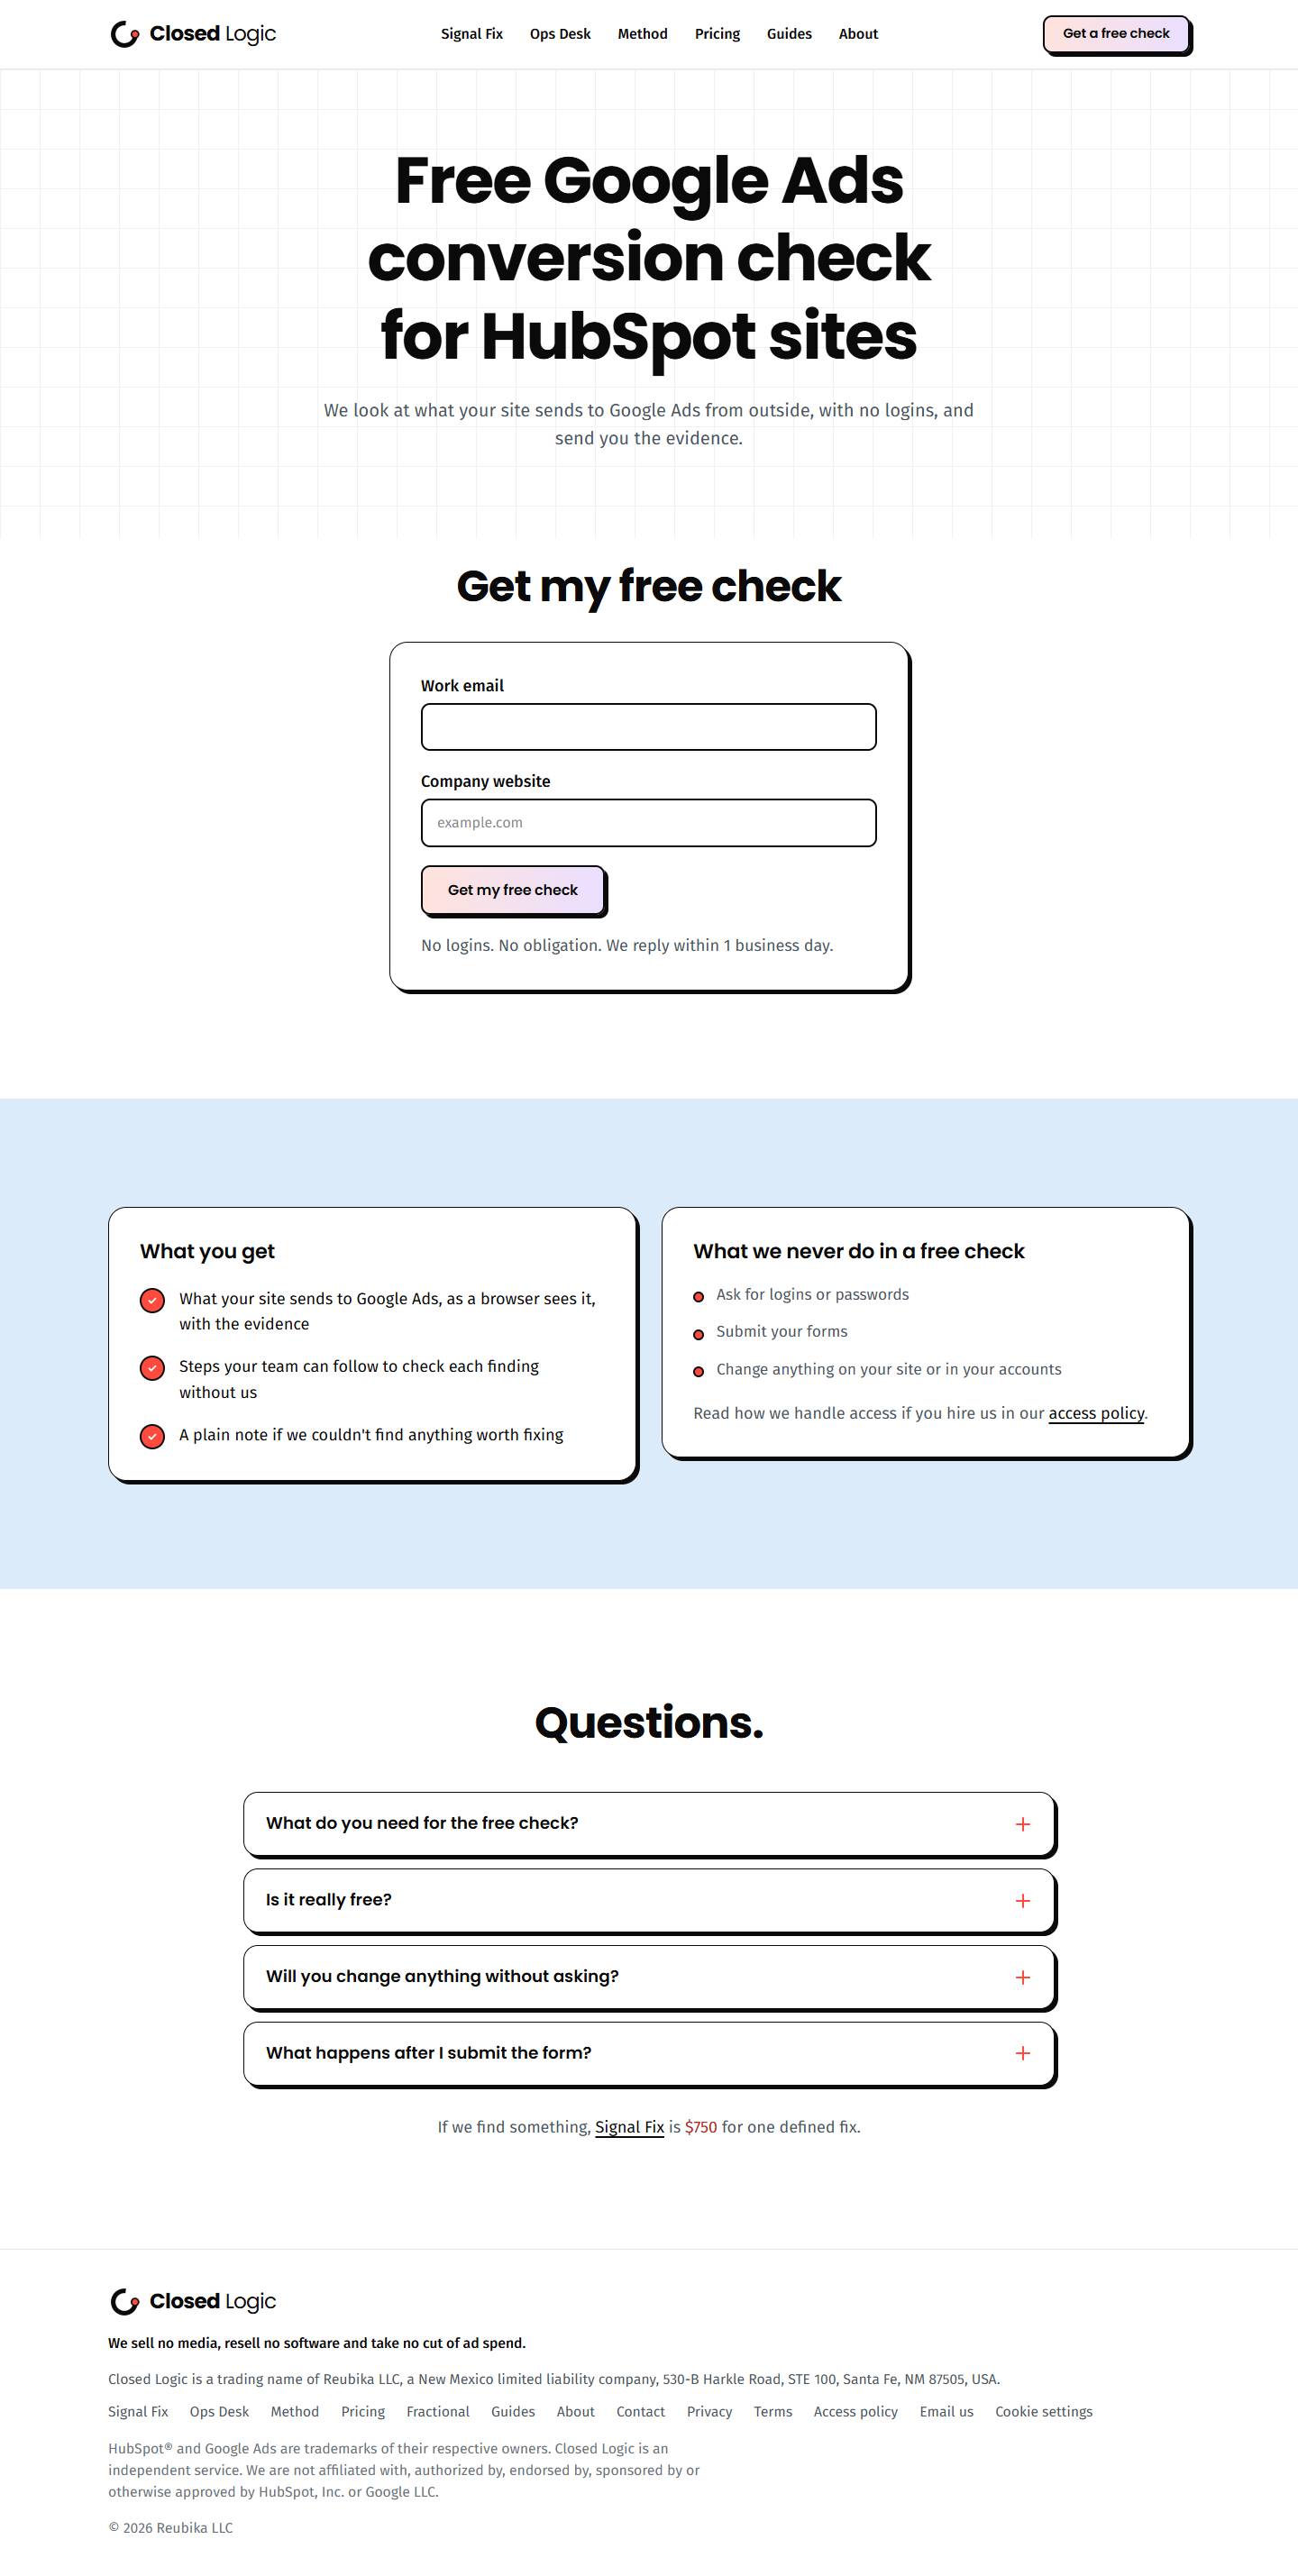 Closed Logic
Signal Fix
Ops Desk
Method
Pricing
Guides
About
Get a free check
Free Google Ads
conversion check
for HubSpot sites
We look at what your site sends to Google Ads from outside, with no logins, and
send you the evidence.
Get my free check
Work email
Company website
example.com
Get my free check
No logins. No obligation. We reply within 1 business day.
What you get
What your site sends to Google Ads, as a browser sees it,
with the evidence
Steps your team can follow to check each finding
without us
A plain note if we couldn't find anything worth fixing
What we never do in a free check
Ask for logins or passwords
Submit your forms
Change anything on your site or in your accounts
Read how we handle access if you hire us in our access policy.
Questions.
What do you need for the free check?
Is it really free?
Will you change anything without asking?
What happens after I submit the form?
If we find something, Signal Fix is $750 for one defined fix.
Closed Logic
We sell no media, resell no software and take no cut of ad spend.
Closed Logic is a trading name of Reubika LLC, a New Mexico limited liability company, 530-B Harkle Road, STE 100, Santa Fe, NM 87505, USA.
Signal Fix Ops Desk Method Pricing Fractional Guides About Contact Privacy Terms Access policy Email us Cookie settings
HubSpot® and Google Ads are trademarks of their respective owners. Closed Logic is an
independent service. We are not affiliated with, authorized by, endorsed by, sponsored by or
otherwise approved by HubSpot, Inc. or Google LLC.
© 2026 Reubika LLC